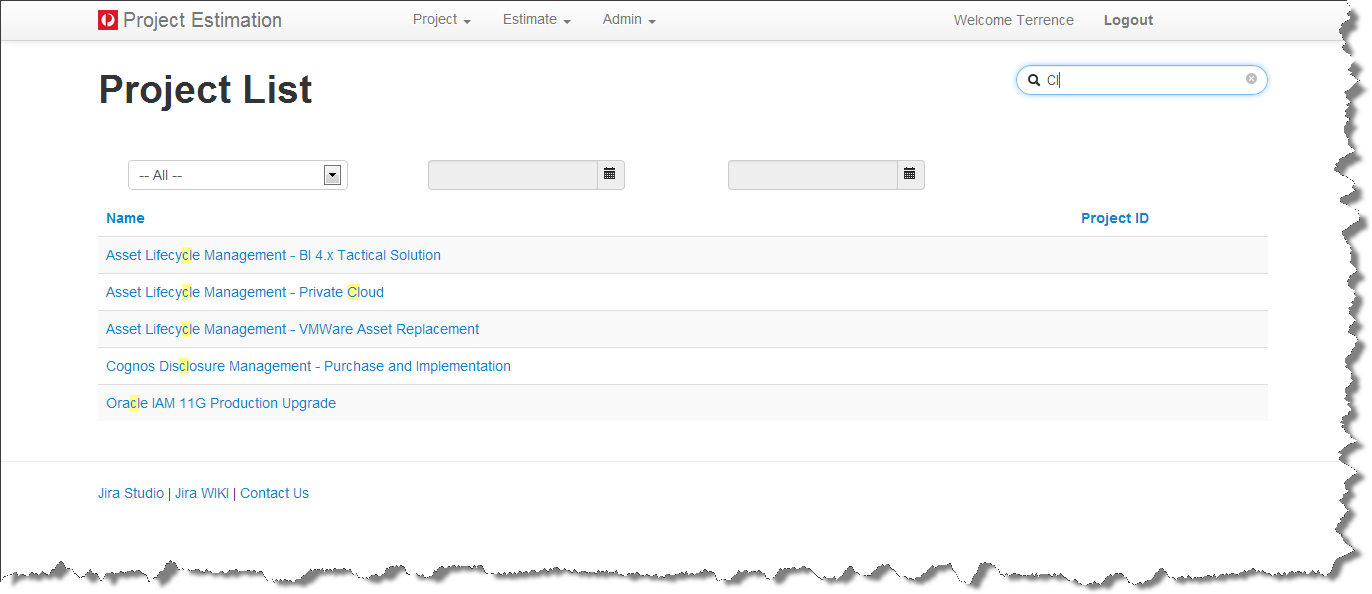 Project Estimation Project Estimate Admin Welcome Terrence Logout
Project List
Cl
-- All --
Name Project ID
Asset Lifecycle Management - BI 4.x Tactical Solution
Asset Lifecycle Management - Private Cloud
Asset Lifecycle Management - VMWare Asset Replacement
Cognos Disclosure Management - Purchase and Implementation
Oracle IAM 11G Production Upgrade
Jira Studio | Jira WIKI | Contact Us